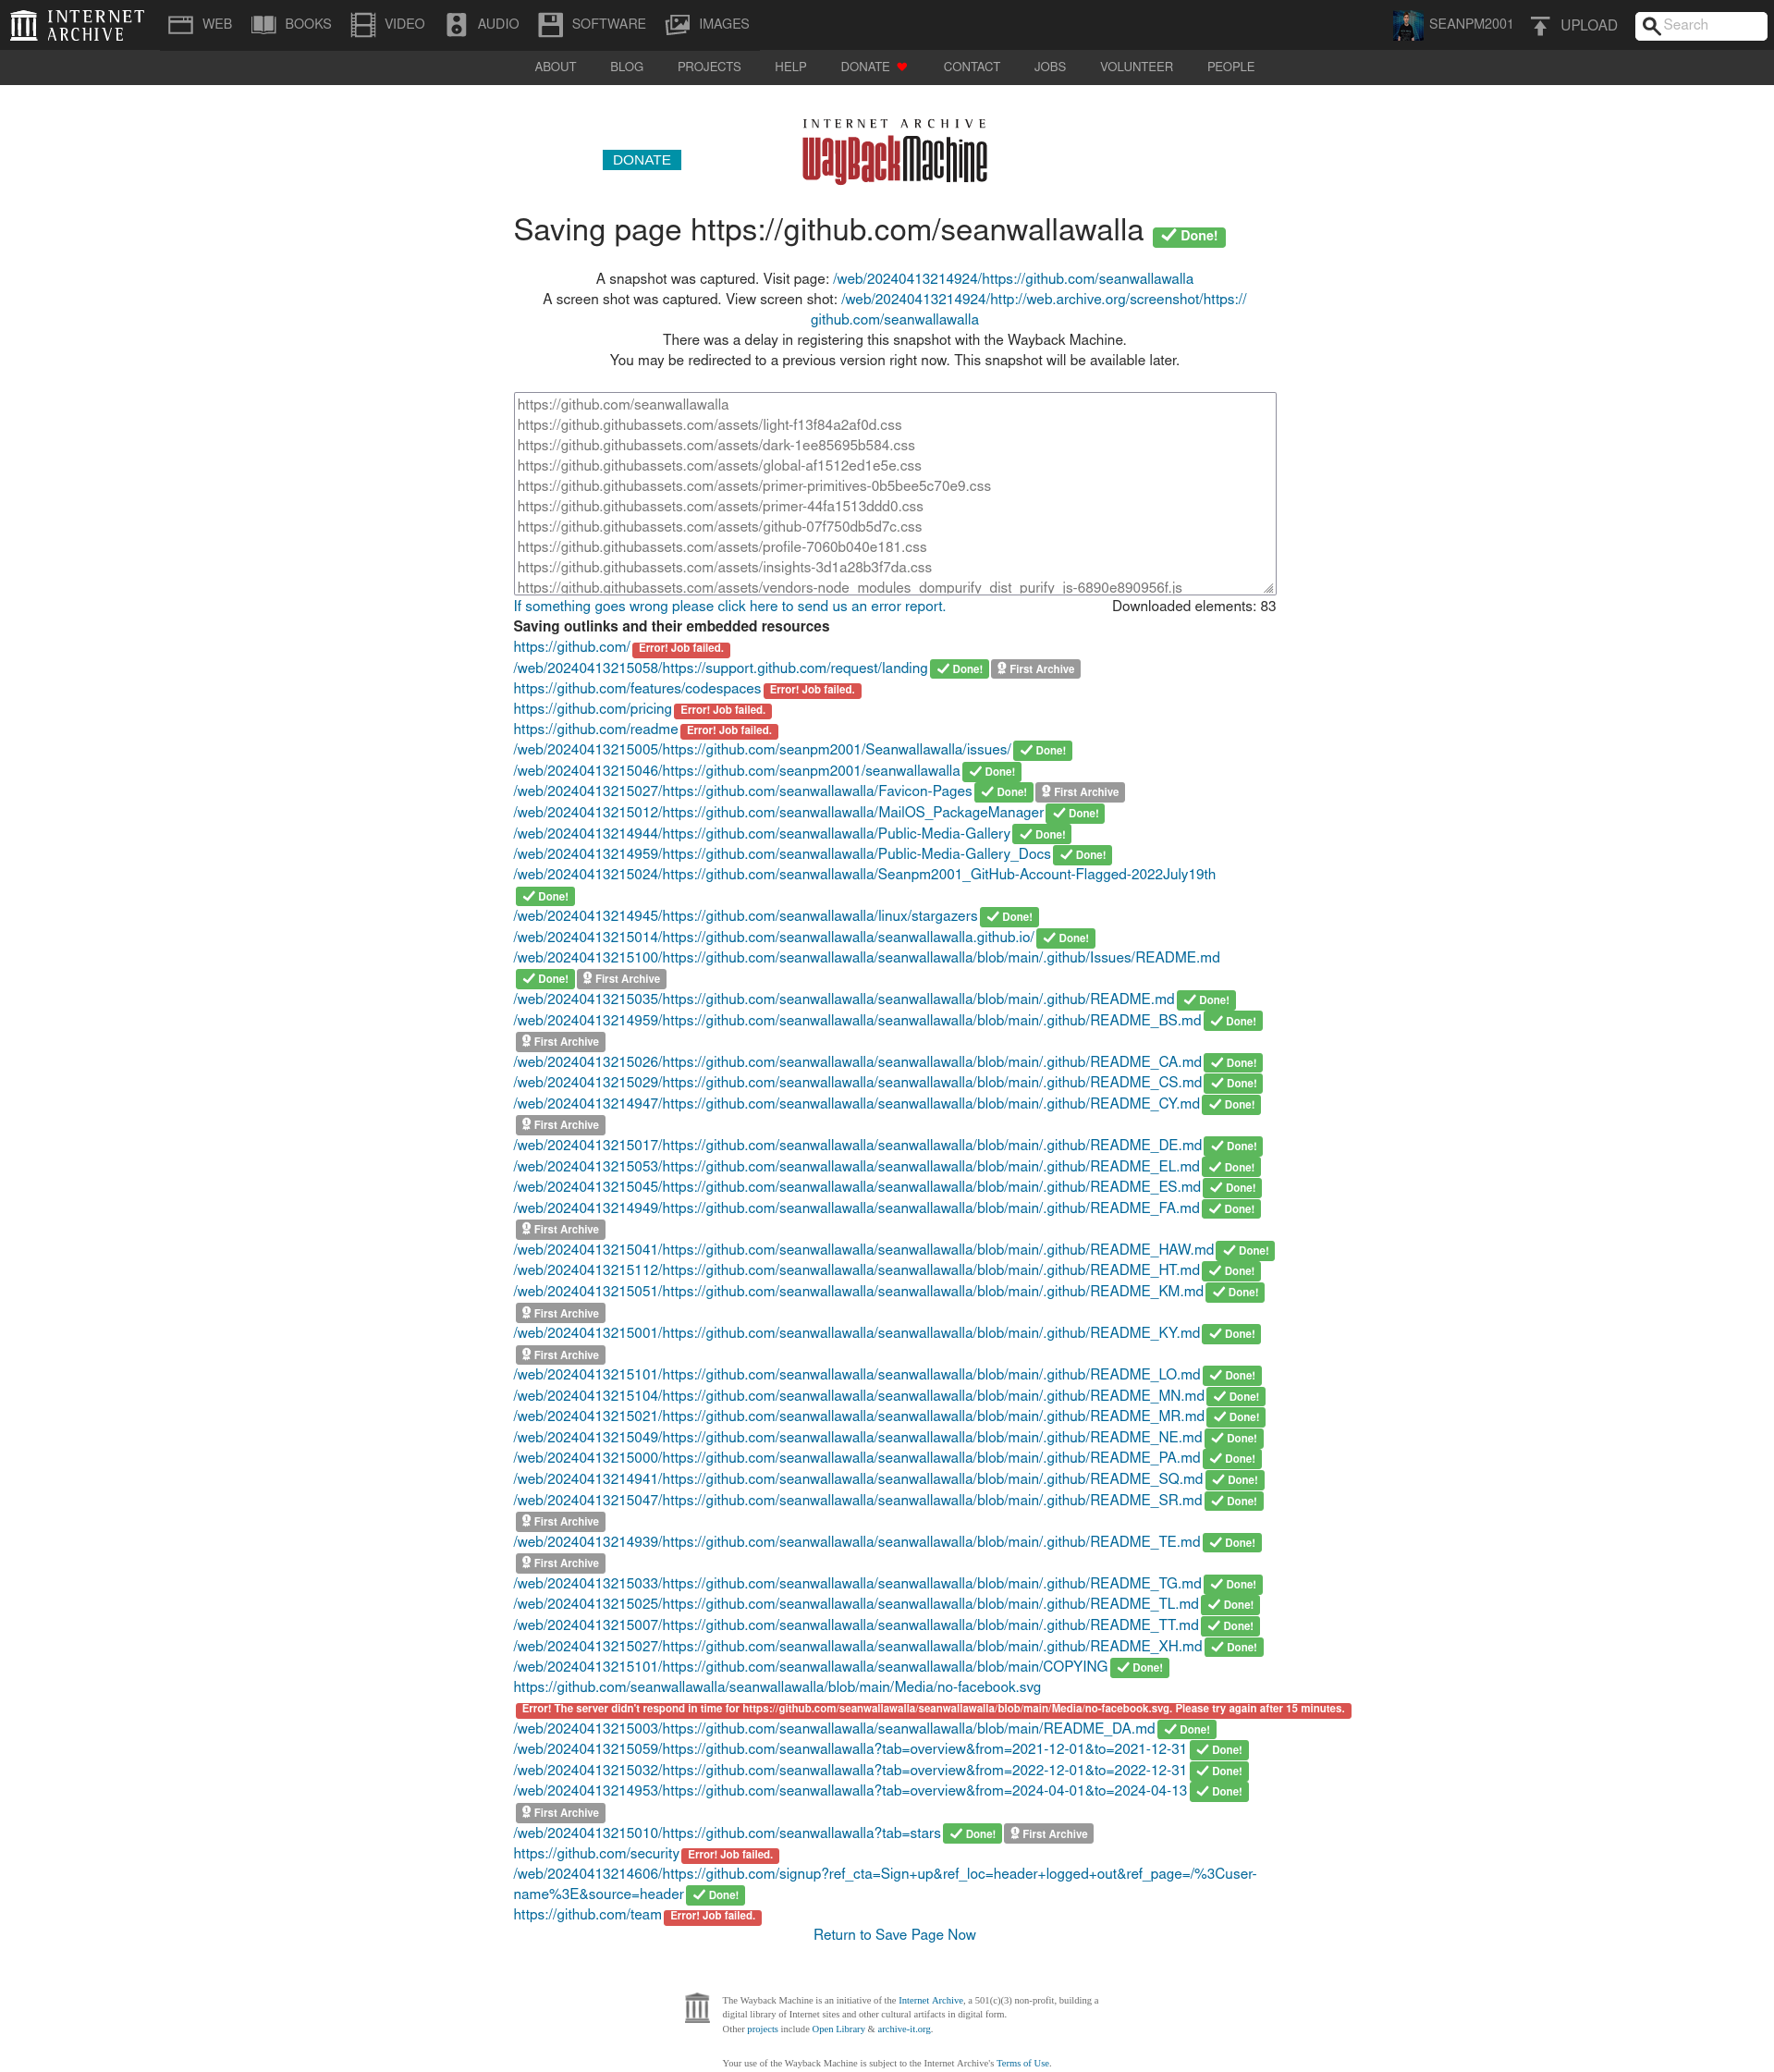 INTERNET ARCHIVE
WEB BOOKS VIDEO AUDIO SOFTWARE IMAGES SEANPM2001 UPLOAD Search
ABOUT BLOG PROJECTS HELP DONATE CONTACT JOBS VOLUNTEER PEOPLE
INTERNET ARCHIVE
DONATE WayBackMachine
Saving page https://github.com/seanwallawalla Done!
A snapshot was captured. Visit page: /web/20240413214924/https://github.com/seanwallawalla
A screen shot was captured. View screen shot: /web/20240413214924/http://web.archive.org/screenshot/https://
github.com/seanwallawalla
There was a delay in registering this snapshot with the Wayback Machine.
You may be redirected to a previous version right now. This snapshot will be available later.
https://github.com/seanwallawalla
https://github.githubassets.com/assets/light-f13f84a2af0d.css
https://github.githubassets.com/assets/dark-1ee85695b584.css
https://github.githubassets.com/assets/global-af1512ed1e5e.css
https://github.githubassets.com/assets/primer-primitives-0b5bee5c70e9.css
https://github.githubassets.com/assets/primer-44fa1513ddd0.css
https://github.githubassets.com/assets/github-07f750db5d7c.css
https://github.githubassets.com/assets/profile-7060b040e181.css
https://github.githubassets.com/assets/insights-3d1a28b3f7da.css
https://github.githubassets.com/assets/vendors-node_modules_dompurify_dist_purify_js-6890e890956f.js
If something goes wrong please click here to send us an error report. Downloaded elements: 83
Saving outlinks and their embedded resources
https://github.com/ Error! Job failed.
/web/20240413215058/https://support.github.com/request/landing Done! First Archive
https://github.com/features/codespaces Error! Job failed.
https://github.com/pricing Error! Job failed.
https://github.com/readme Error! Job failed.
/web/20240413215005/https://github.com/seanpm2001/Seanwallawalla/issues/ Done!
/web/20240413215046/https://github.com/seanpm2001/seanwallawalla Done!
/web/20240413215027/https://github.com/seanwallawalla/Favicon-Pages Done! First Archive
/web/20240413215012/https://github.com/seanwallawalla/MailOS_PackageManager Done!
/web/20240413214944/https://github.com/seanwallawalla/Public-Media-Gallery Done!
/web/20240413214959/https://github.com/seanwallawalla/Public-Media-Gallery_Docs Done!
/web/20240413215024/https://github.com/seanwallawalla/Seanpm2001_GitHub-Account-Flagged-2022July19th
Done!
/web/20240413214945/https://github.com/seanwallawalla/linux/stargazers Done!
/web/20240413215014/https://github.com/seanwallawalla/seanwallawalla.github.io/ Done!
/web/20240413215100/https://github.com/seanwallawalla/seanwallawalla/blob/main/.github/Issues/README.md
Done! First Archive
/web/20240413215035/https://github.com/seanwallawalla/seanwallawalla/blob/main/.github/README.md Done!
/web/20240413214959/https://github.com/seanwallawalla/seanwallawalla/blob/main/.github/README_BS.md Done!
First Archive
/web/20240413215026/https://github.com/seanwallawalla/seanwallawalla/blob/main/.github/README_CA.md Done!
/web/20240413215029/https://github.com/seanwallawalla/seanwallawalla/blob/main/.github/README_CS.md Done!
/web/20240413214947/https://github.com/seanwallawalla/seanwallawalla/blob/main/.github/README_CY.md Done!
First Archive
/web/20240413215017/https://github.com/seanwallawalla/seanwallawalla/blob/main/.github/README_DE.md Done!
/web/20240413215053/https://github.com/seanwallawalla/seanwallawalla/blob/main/.github/README_EL.md Done!
/web/20240413215045/https://github.com/seanwallawalla/seanwallawalla/blob/main/.github/README_ES.md Done!
/web/20240413214949/https://github.com/seanwallawalla/seanwallawalla/blob/main/.github/README_FA.md Done!
First Archive
/web/20240413215041/https://github.com/seanwallawalla/seanwallawalla/blob/main/.github/README_HAW.md Done!
/web/20240413215112/https://github.com/seanwallawalla/seanwallawalla/blob/main/.github/README_HT.md Done!
/web/20240413215051/https://github.com/seanwallawalla/seanwallawalla/blob/main/.github/README_KM.md Done!
First Archive
/web/20240413215001/https://github.com/seanwallawalla/seanwallawalla/blob/main/.github/README_KY.md Done!
First Archive
/web/20240413215101/https://github.com/seanwallawalla/seanwallawalla/blob/main/.github/README_LO.md Done!
/web/20240413215104/https://github.com/seanwallawalla/seanwallawalla/blob/main/.github/README_MN.md Done!
/web/20240413215021/https://github.com/seanwallawalla/seanwallawalla/blob/main/.github/README_MR.md Done!
/web/20240413215049/https://github.com/seanwallawalla/seanwallawalla/blob/main/.github/README_NE.md Done!
/web/20240413215000/https://github.com/seanwallawalla/seanwallawalla/blob/main/.github/README_PA.md Done!
/web/20240413214941/https://github.com/seanwallawalla/seanwallawalla/blob/main/.github/README_SQ.md Done!
/web/20240413215047/https://github.com/seanwallawalla/seanwallawalla/blob/main/.github/README_SR.md Done!
First Archive
/web/20240413214939/https://github.com/seanwallawalla/seanwallawalla/blob/main/.github/README_TE.md Done!
First Archive
/web/20240413215033/https://github.com/seanwallawalla/seanwallawalla/blob/main/.github/README_TG.md Done!
/web/20240413215025/https://github.com/seanwallawalla/seanwallawalla/blob/main/.github/README_TL.md Done!
/web/20240413215007/https://github.com/seanwallawalla/seanwallawalla/blob/main/.github/README_TT.md Done!
/web/20240413215027/https://github.com/seanwallawalla/seanwallawalla/blob/main/.github/README_XH.md Done!
/web/20240413215101/https://github.com/seanwallawalla/seanwallawalla/blob/main/COPYING Done!
https://github.com/seanwallawalla/seanwallawalla/blob/main/Media/no-facebook.svg
Error! The server didn't respond in time for https://github.com/seanwallawalla/seanwallawalla/blob/main/Media/no-facebook.svg. Please try again after 15 minutes.
/web/20240413215003/https://github.com/seanwallawalla/seanwallawalla/blob/main/README_DA.md Done!
/web/20240413215059/https://github.com/seanwallawalla?tab=overview&from=2021-12-01&to=2021-12-31 Done!
/web/20240413215032/https://github.com/seanwallawalla?tab=overview&from=2022-12-01&to=2022-12-31 Done!
/web/20240413214953/https://github.com/seanwallawalla?tab=overview&from=2024-04-01&to=2024-04-13 Done!
First Archive
/web/20240413215010/https://github.com/seanwallawalla?tab=stars Done! First Archive
https://github.com/security Error! Job failed.
/web/20240413214606/https://github.com/signup?ref_cta=Sign+up&ref_loc=header+logged+out&ref_page=/%3Cuser-
name%3E&source=header Done!
https://github.com/team Error! Job failed.
Return to Save Page Now
The Wayback Machine is an initiative of the Internet Archive, a 501(c)(3) non-profit, building a
digital library of Internet sites and other cultural artifacts in digital form.
Other projects include Open Library & archive-it.org.
Your use of the Wayback Machine is subject to the Internet Archive's Terms of Use.